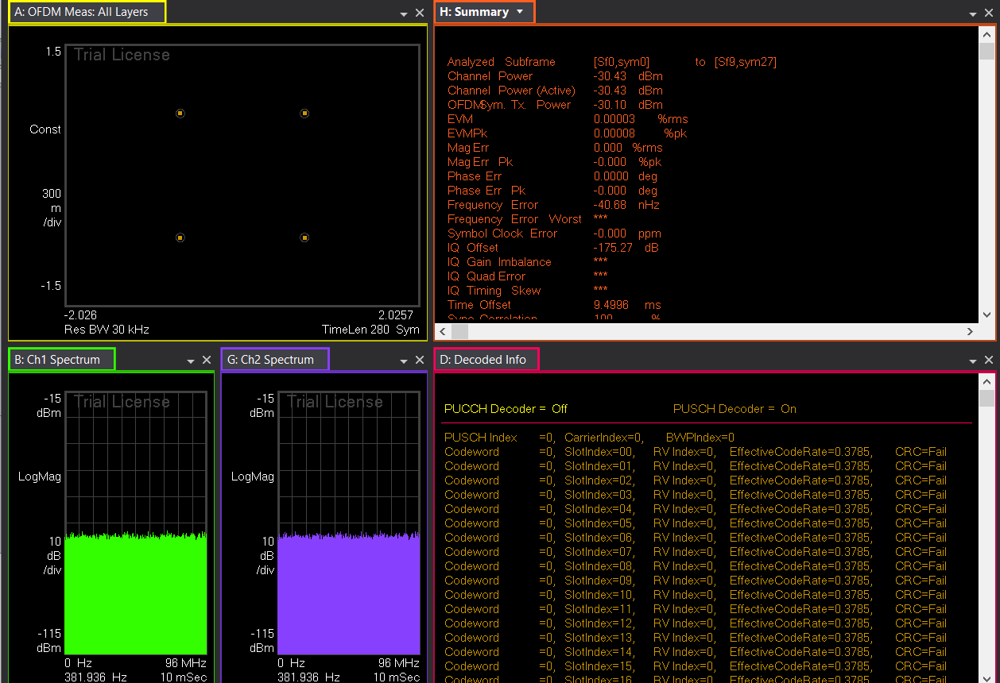 A: OFDM Meas: All Layers
1.5
Trial License
Const
300
m
/div
-1.5
-2.026 2.0257
Res BW 30 kHz TimeLen 280 Sym
H: Summary
Analyzed Subframe [Sf0,sym0] to [Sf9,sym27]
Channel Power -30.43 dBm
Channel Power (Active) -30.43 dBm
OFDMSym. Tx. Power -30.10 dBm
EVM 0.00003 %rms
EVMPk 0.00008 %pk
Mag Err 0.000 %rms
Mag Err Pk -0.000 %pk
Phase Err 0.0000 deg
Phase Err Pk -0.000 deg
Frequency Error -40.68 nHz
Frequency Error Worst ***
Symbol Clock Error -0.000 ppm
IQ Offset -175.27 dB
IQ Gain Imbalance ***
IQ Quad Error ***
IQ Timing Skew ***
Time Offset 9.4996 ms
Sync Correlation 100 %
B: Ch1 Spectrum
-15
dBm
Trial License
LogMag
10
dB
/div
-115
dBm
0 Hz 96 MHz
381.936 Hz 10 mSec
G: Ch2 Spectrum
-15
dBm
Trial License
LogMag
10
dB
/div
-115
dBm
0 Hz 96 MHz
381.936 Hz 10 mSec
D: Decoded Info
PUCCH Decoder = Off PUSCH Decoder = On
PUSCH Index =0, CarrierIndex=0, BWPIndex=0
Codeword =0, SlotIndex=00, RV Index=0, EffectiveCodeRate=0.3785, CRC=Fail
Codeword =0, SlotIndex=01, RV Index=0, EffectiveCodeRate=0.3785, CRC=Fail
Codeword =0, SlotIndex=02, RV Index=0, EffectiveCodeRate=0.3785, CRC=Fail
Codeword =0, SlotIndex=03, RV Index=0, EffectiveCodeRate=0.3785, CRC=Fail
Codeword =0, SlotIndex=04, RV Index=0, EffectiveCodeRate=0.3785, CRC=Fail
Codeword =0, SlotIndex=05, RV Index=0, EffectiveCodeRate=0.3785, CRC=Fail
Codeword =0, SlotIndex=06, RV Index=0, EffectiveCodeRate=0.3785, CRC=Fail
Codeword =0, SlotIndex=07, RV Index=0, EffectiveCodeRate=0.3785, CRC=Fail
Codeword =0, SlotIndex=08, RV Index=0, EffectiveCodeRate=0.3785, CRC=Fail
Codeword =0, SlotIndex=09, RV Index=0, EffectiveCodeRate=0.3785, CRC=Fail
Codeword =0, SlotIndex=10, RV Index=0, EffectiveCodeRate=0.3785, CRC=Fail
Codeword =0, SlotIndex=11, RV Index=0, EffectiveCodeRate=0.3785, CRC=Fail
Codeword =0, SlotIndex=12, RV Index=0, EffectiveCodeRate=0.3785, CRC=Fail
Codeword =0, SlotIndex=13, RV Index=0, EffectiveCodeRate=0.3785, CRC=Fail
Codeword =0, SlotIndex=14, RV Index=0, EffectiveCodeRate=0.3785, CRC=Fail
Codeword =0, SlotIndex=15, RV Index=0, EffectiveCodeRate=0.3785, CRC=Fail
Codeword =0, SlotIndex=16, RV Index=0, EffectiveCodeRate=0.3785, CRC=Fail